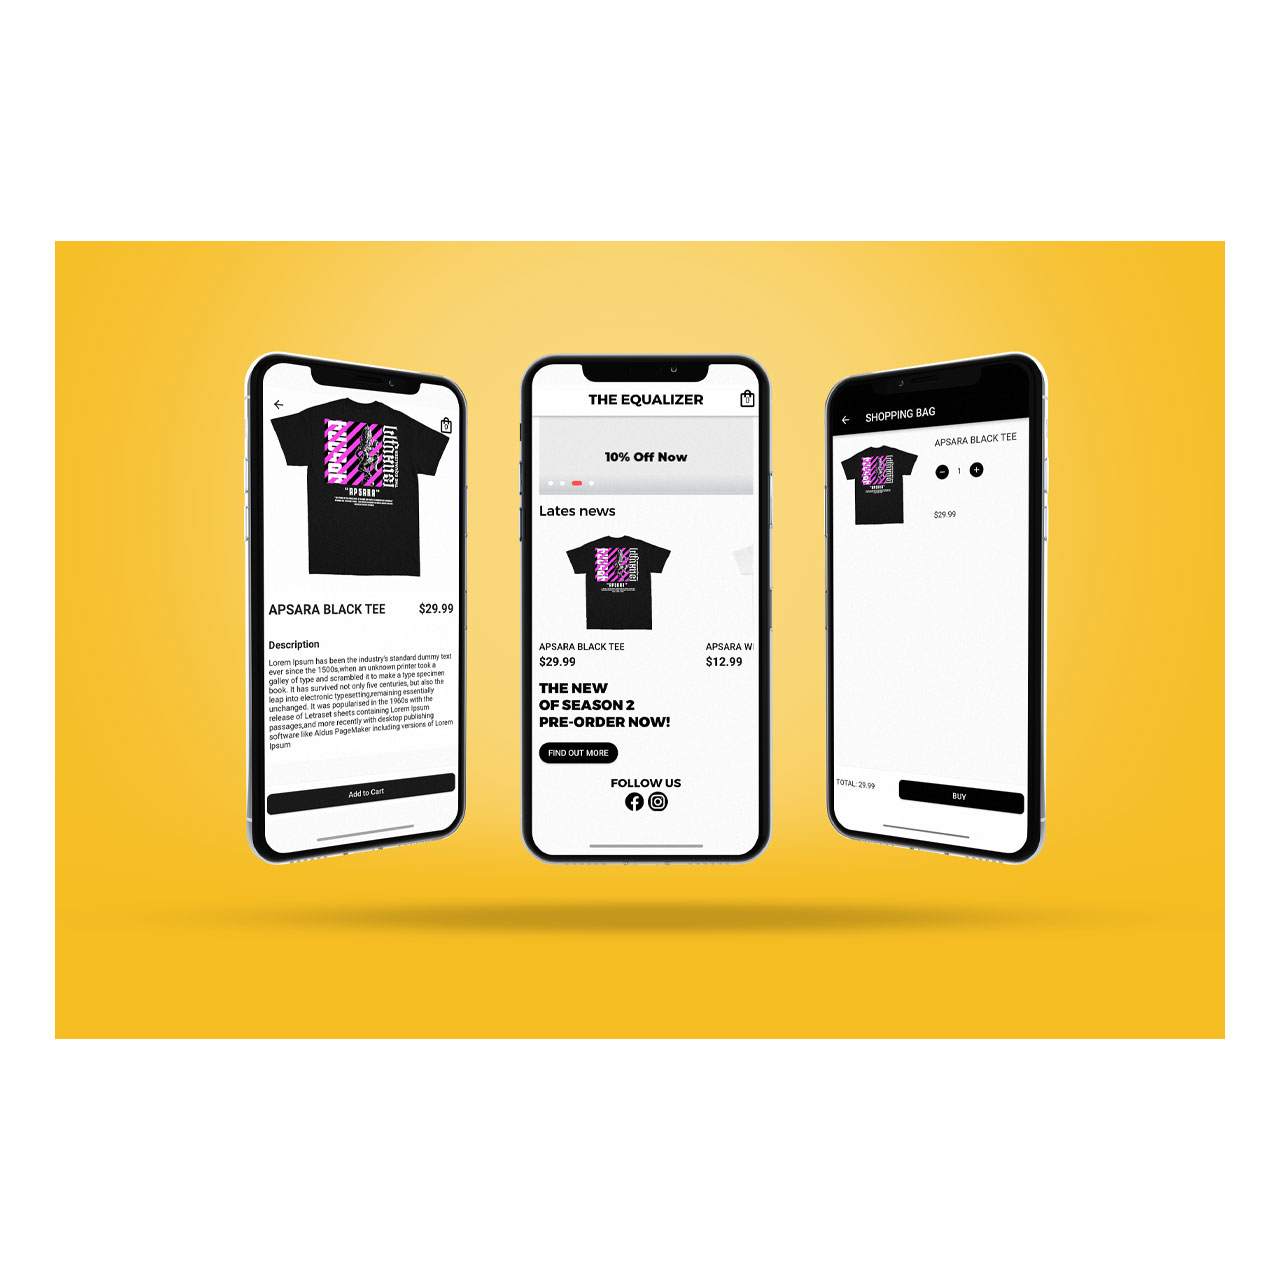 "APSARA"
APSARA BLACK TEE $29.99
Description
Lorem Ipsum has been the industry's standard dummy text
ever since the 1500s,when an unknown printer took a
galley of type and scrambled it to make a type specimen
book. It has survived not only five centuries, but also the
leap into electronic typesetting,remaining essentially
unchanged. It was popularised in the 1960s with the
release of Letraset sheets containing Lorem Ipsum
passages,and more recently with desktop publishing
software like Aldus PageMaker including versions of Lorem
Ipsum
Add to Cart
THE EQUALIZER
0
10% Off Now
Lates news
"APSARA"
APSARA BLACK TEE
$29.99
APSARA W
$12.99
THE NEW
OF SEASON 2
PRE-ORDER NOW!
FIND OUT MORE
FOLLOW US
SHOPPING BAG
APSARA BLACK TEE
1
$29.99
TOTAL: 29.99
BUY